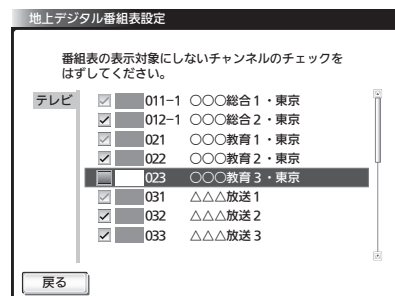 地上デジタル番組表設定
番組表の表示対象にしないチャンネルのチェックを
はずしてください。
テレビ
011-1 ○○○総合1・東京
012-1 ○○○総合2・東京
021 ○○○教育1・東京
022 ○○○教育2・東京
023 ○○○教育3・東京
031 △△△放送1
032 △△△放送2
033 △△△放送3
戻る